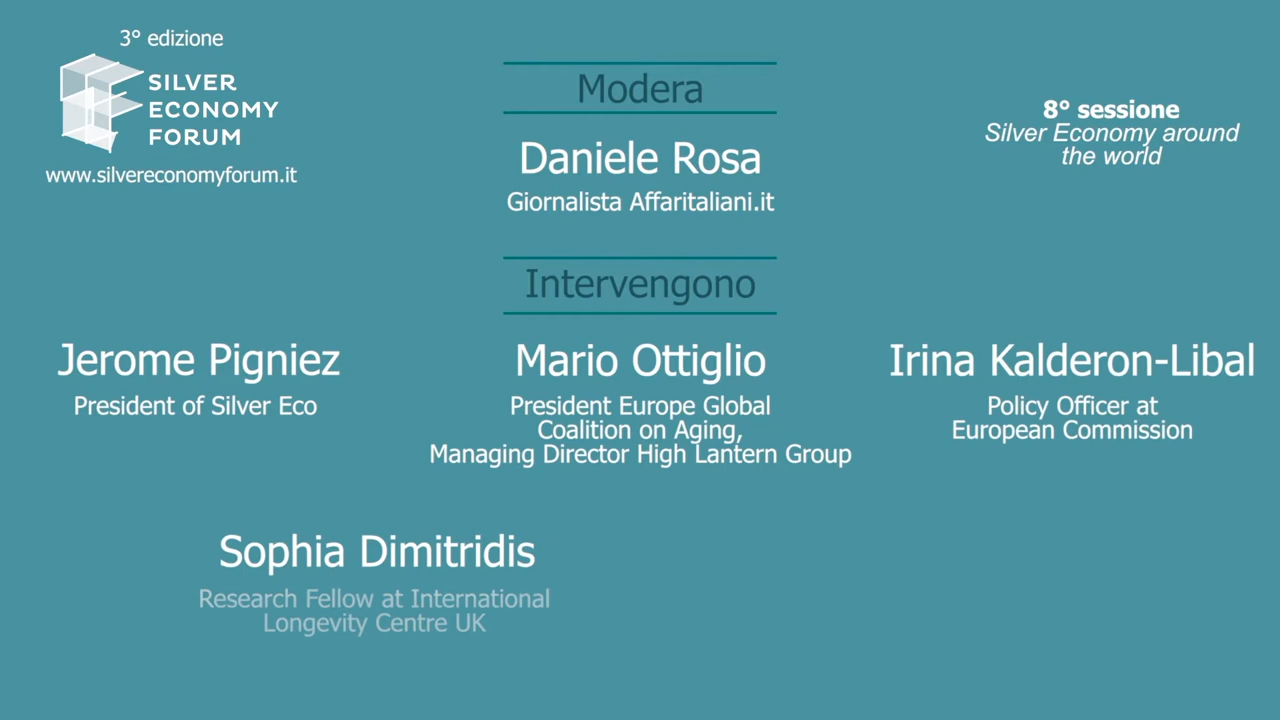 3° edizione
SILVER
ECONOMY
FORUM
www.silvereconomyforum.it
Modera
Daniele Rosa
Giornalista Affaritaliani.it
8° sessione
Silver Economy around
the world
Intervengono
Jerome Pigniez
President of Silver Eco
Mario Ottiglio
President Europe Global
Coalition on Aging,
Managing Director High Lantern Group
Irina Kalderon-Libal
Policy Officer at
European Commission
Sophia Dimitridis
Research Fellow at International
Longevity Centre UK